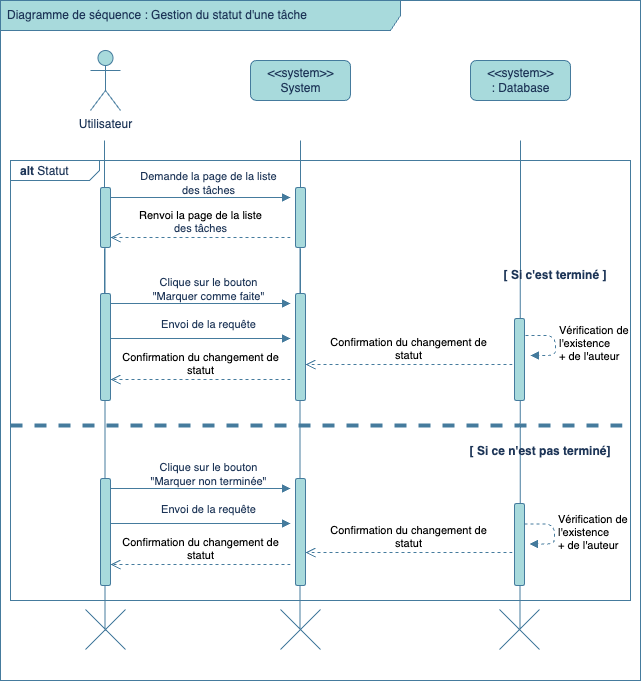 Diagramme de séquence : Gestion du statut d'une tâche
<<system>>
System
<<system>>
: Database
Utilisateur
alt Statut
Demande la page de la liste
des tâches
Renvoi la page de la liste
des tâches
[ Si c'est terminé ]
Clique sur le bouton
"Marquer comme faite"
Envoi de la requête
Vérification de
l'existence
+ de l'auteur
Confirmation du changement de
statut
Confirmation du changement de
statut
[ Si ce n'est pas terminé]
Clique sur le bouton
"Marquer non terminée"
Envoi de la requête
Vérification de
l'existence
+ de l'auteur
Confirmation du changement de
statut
Confirmation du changement de
statut